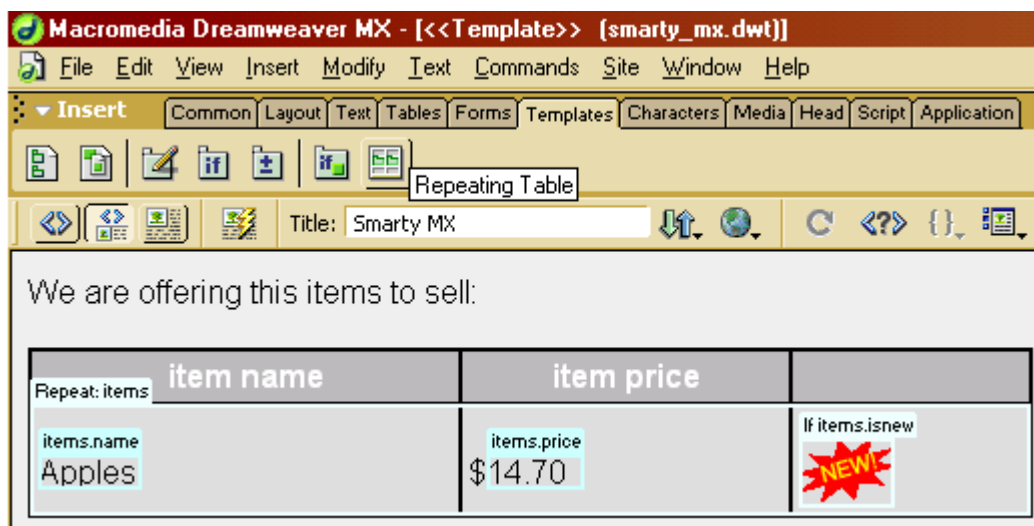 Macromedia Dreamweaver MX - [<<Template>> (smarty_mx.dwt)]
File Edit View Insert Modify Text Commands Site Window Help
Insert Common Layout Text Tables Forms Templates Characters Media Head Script Application
if ± if
Repeating Table
Title: Smarty MX <?> {}
We are offering this items to sell:
item name item price
Repeat: items
items.name items.price If items.isnew
Apples $14.70 NEW!